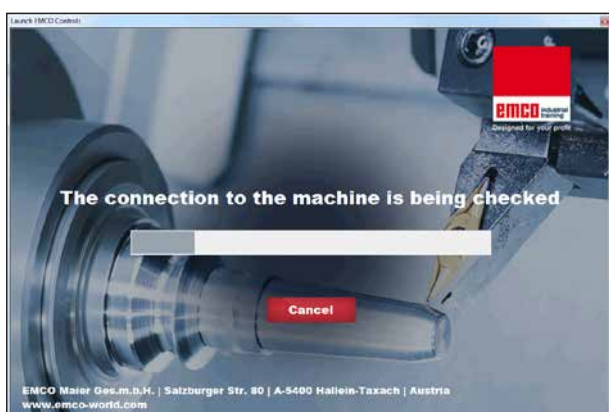 Launch EMCO Controls
emco industrial training
Designed for your profit
The connection to the machine is being checked
Cancel
EMCO Maier Ges.m.b.H. | Salzburger Str. 80 | A-5400 Hallein-Taxach | Austria
www.emco-world.com